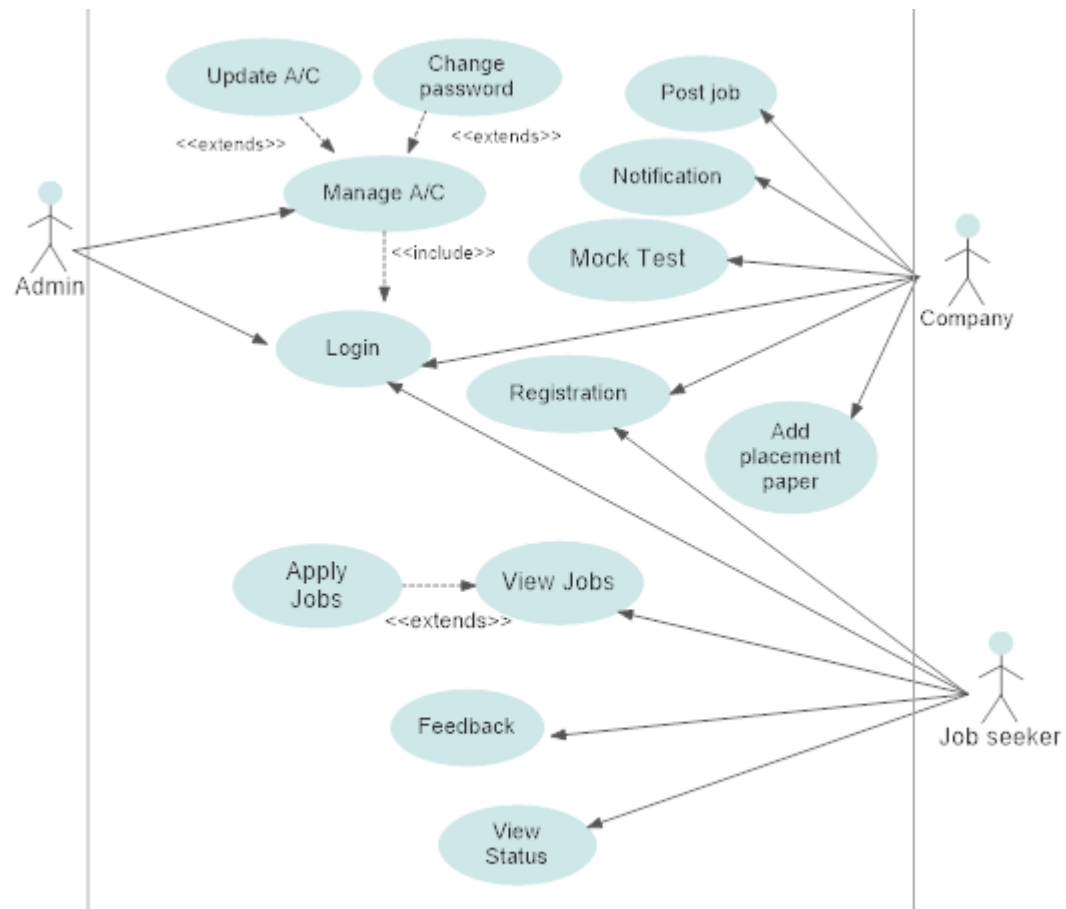 Update A/C
Change
password
Post job
<<extends>>
<<extends>>
Manage A/C
Notification
<<include>>
Mock Test
Admin
Company
Login
Registration
Add
placement
paper
Apply
Jobs
View Jobs
<<extends>>
Feedback
Job seeker
View
Status